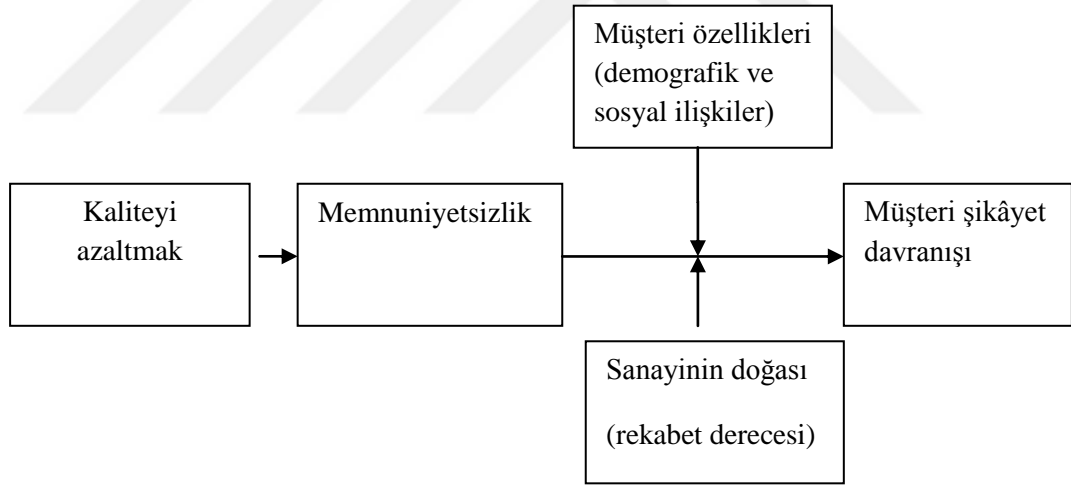 Müşteri özellikleri
(demografik ve
sosyal ilişkiler)
Kaliteyi
azaltmak
Memnuniyetsizlik
Müşteri şikâyet
davranışı
Sanayinin doğası
(rekabet derecesi)